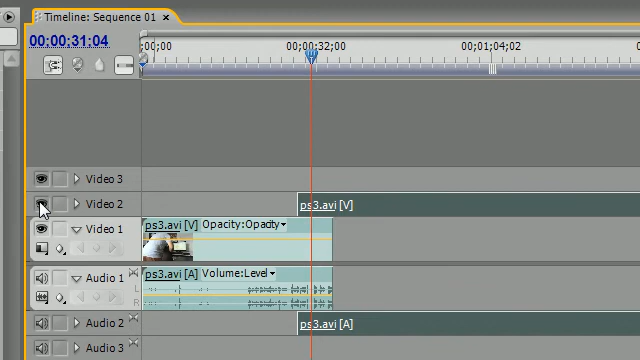 Timeline: Sequence 01
00:00:31:04
;00;00
00;00;32;00
00;01;04;02
Video 3
Video 2
ps3.avi [V]
Video 1
ps3.avi [V] Opacity:Opacity
Audio 1
ps3.avi [A] Volume:Level
L
R
Audio 2
ps3.avi [A]
Audio 3